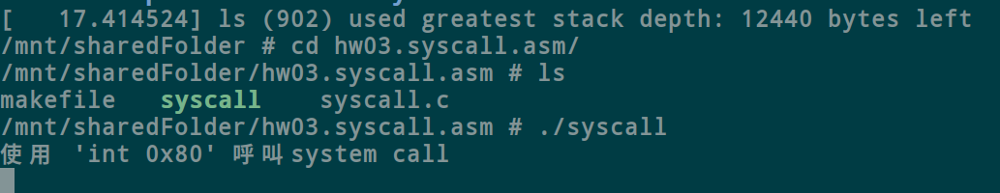 [   17.414524] ls (902) used greatest stack depth: 12440 bytes left
/mnt/sharedFolder # cd hw03.syscall.asm/
/mnt/sharedFolder/hw03.syscall.asm # ls
makefile   syscall    syscall.c
/mnt/sharedFolder/hw03.syscall.asm # ./syscall
使用 'int 0x80' 呼叫system call